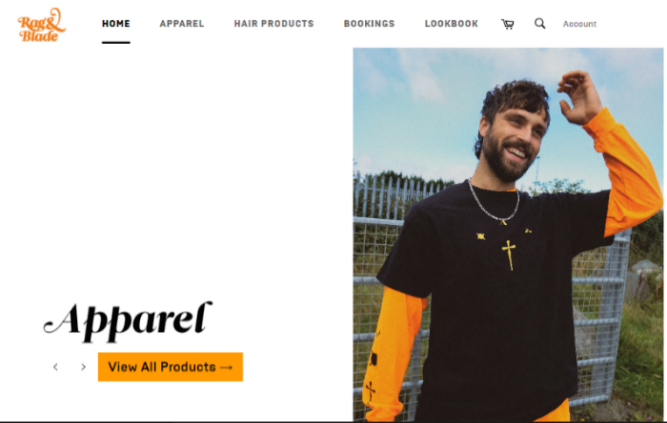 Rag &
Blade
HOME APPAREL HAIR PRODUCTS BOOKINGS LOOKBOOK Account
Apparel
< > View All Products →